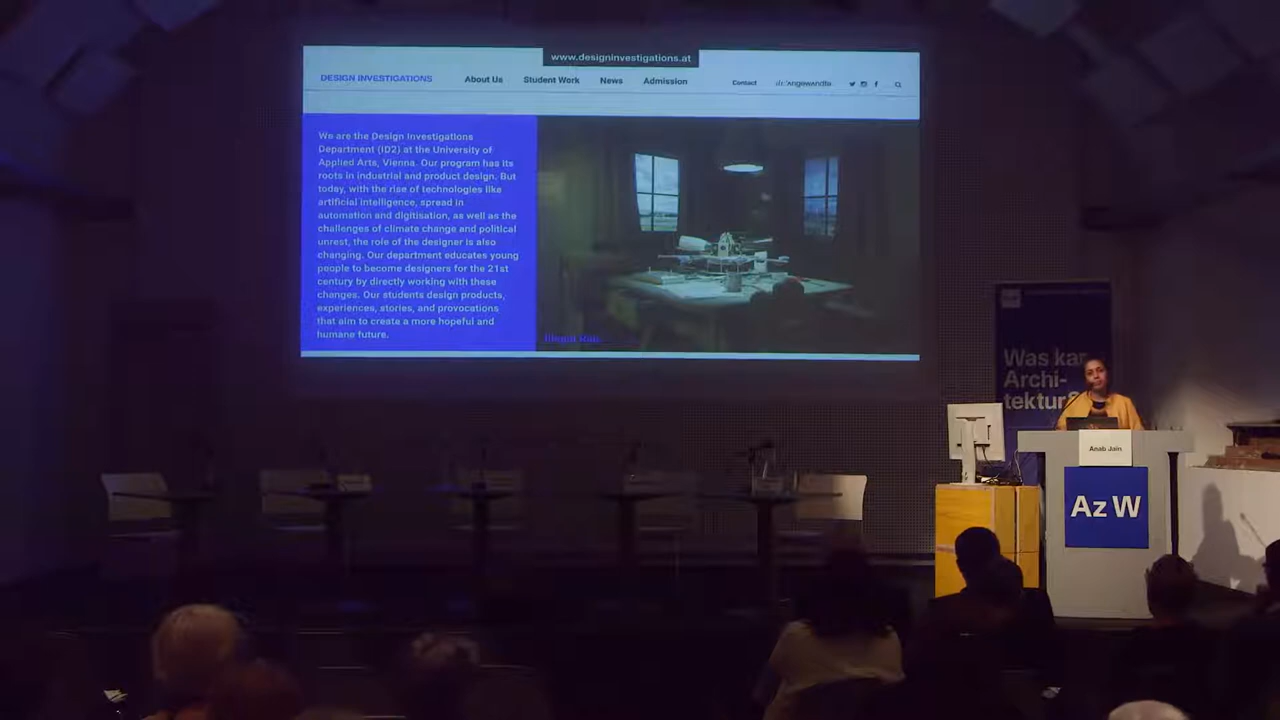 www.designinvestigations.at
DESIGN INVESTIGATIONS About Us Student Work News Admission Contact
We are the Design Investigations
Department (ID2) at the University of
Applied Arts, Vienna. Our program has its
roots in industrial and product design. But
today, with the rise of technologies like
artificial intelligence, spread in
automation and digitisation, as well as the
challenges of climate change and political
unrest, the role of the designer is also
changing. Our department educates young
people to become designers for the 21st
century by directly working with these
changes. Our students design products,
experiences, stories, and provocations
that aim to create a more hopeful and
humane future.
Was kan
Archi-
tektur?
Anab Jain
Az W